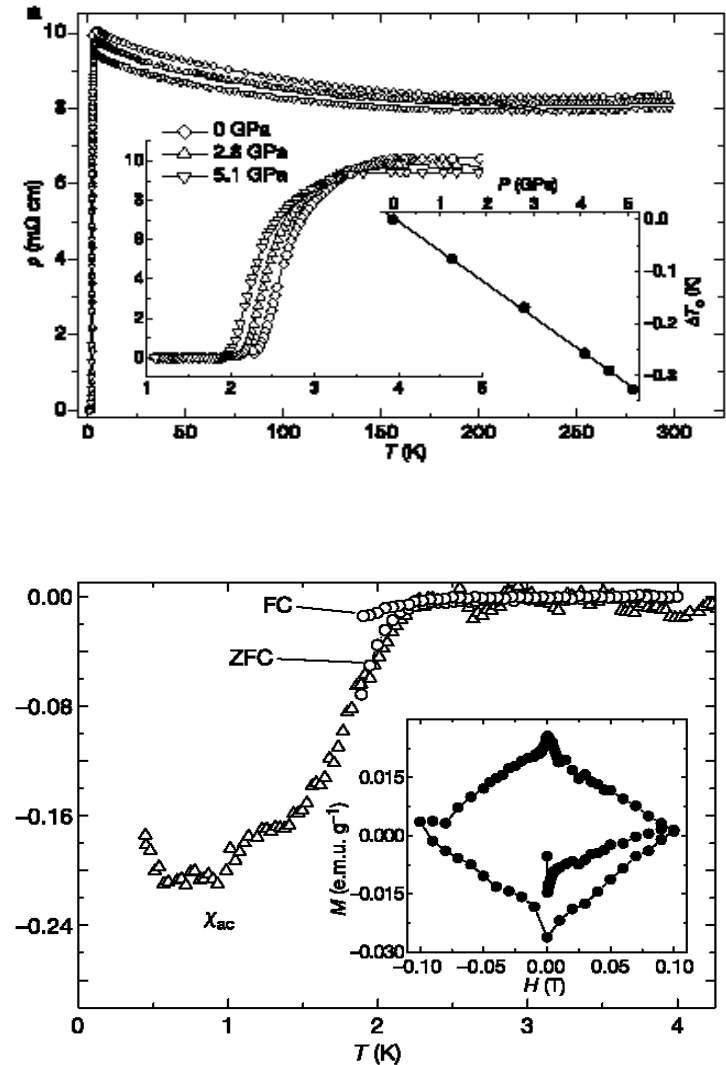 a
10
8
6
4
2
0
ρ (mΩ cm)
0 GPa
2.8 GPa
5.1 GPa
10
8
6
4
2
0
1 2 3 4 5
P (GPa)
0 1 2 3 4 5
0.0
−0.1
−0.2
−0.3
ΔTc (K)
0 50 100 150 200 250 300
T (K)
0.00
−0.08
−0.16
−0.24
FC
ZFC
χac
0.015
0.000
−0.015
−0.030
M (e.m.u. g⁻¹)
−0.10 −0.05 0.00 0.05 0.10
H (T)
0 1 2 3 4
T (K)